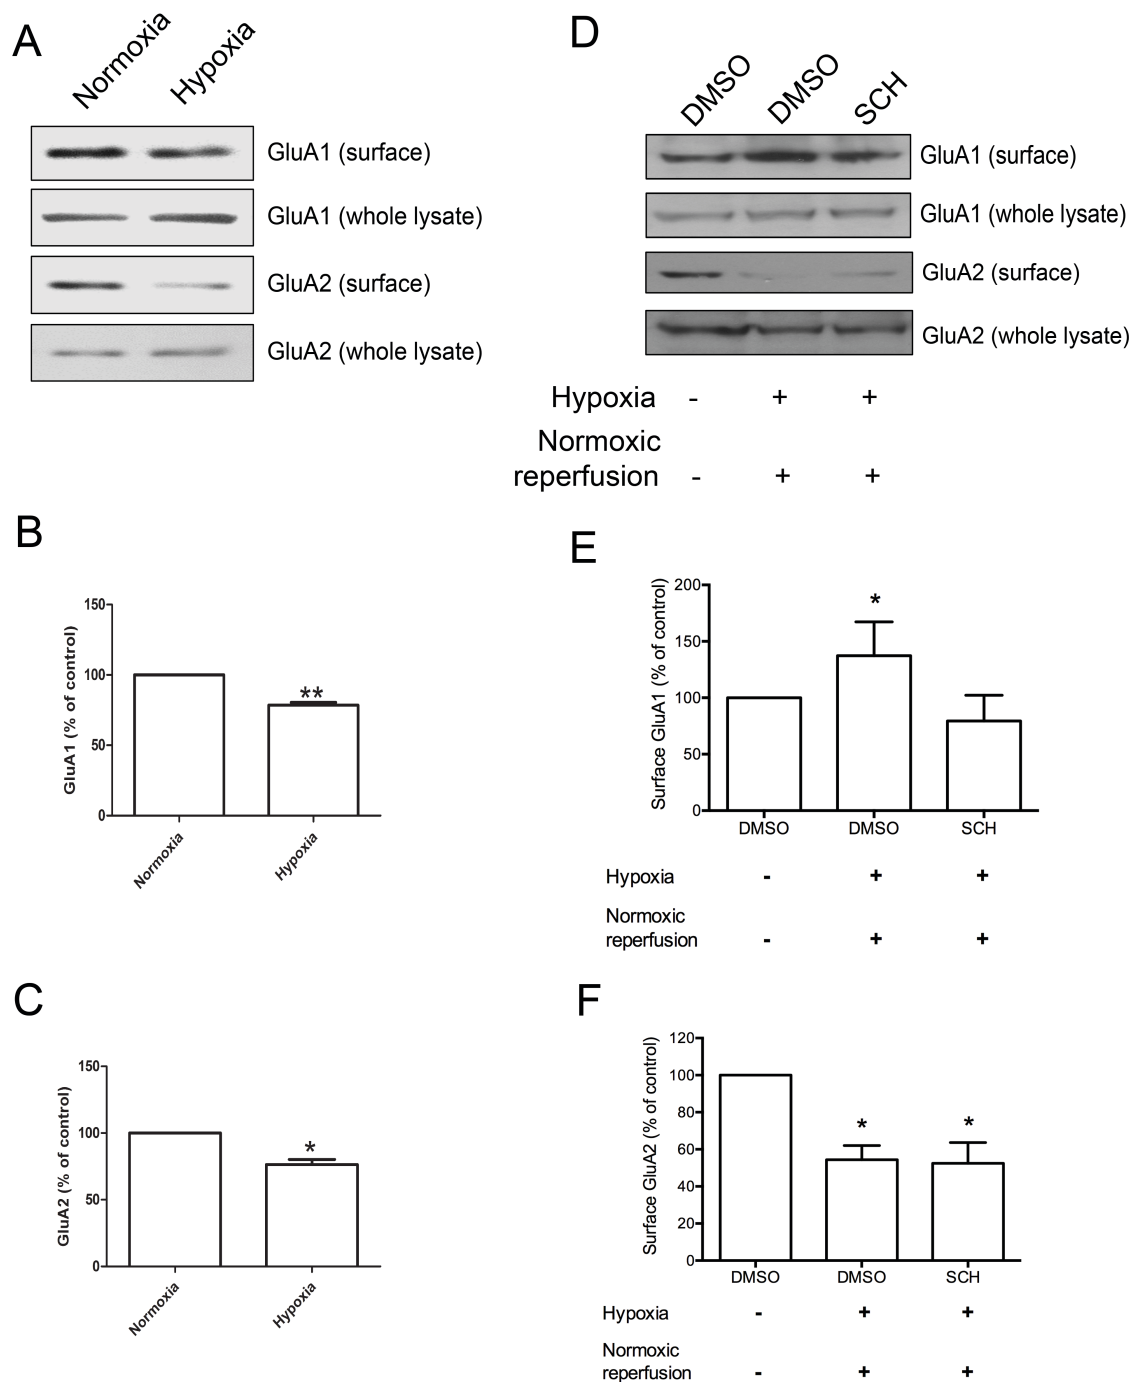 A
Normoxia
Hypoxia
GluA1 (surface)
GluA1 (whole lysate)
GluA2 (surface)
GluA2 (whole lysate)
D
DMSO
DMSO
SCH
GluA1 (surface)
GluA1 (whole lysate)
GluA2 (surface)
GluA2 (whole lysate)
Hypoxia - + +
Normoxic
reperfusion - + +
B
GluA1 (% of control)
150
100
50
0
**
Normoxia
Hypoxia
E
Surface GluA1 (% of control)
200
150
100
50
0
*
DMSO DMSO SCH
Hypoxia - + +
Normoxic
reperfusion - + +
C
GluA2 (% of control)
150
100
50
0
*
Normoxia
Hypoxia
F
Surface GluA2 (% of control)
120
100
80
60
40
20
0
* *
DMSO DMSO SCH
Hypoxia - + +
Normoxic
reperfusion - + +